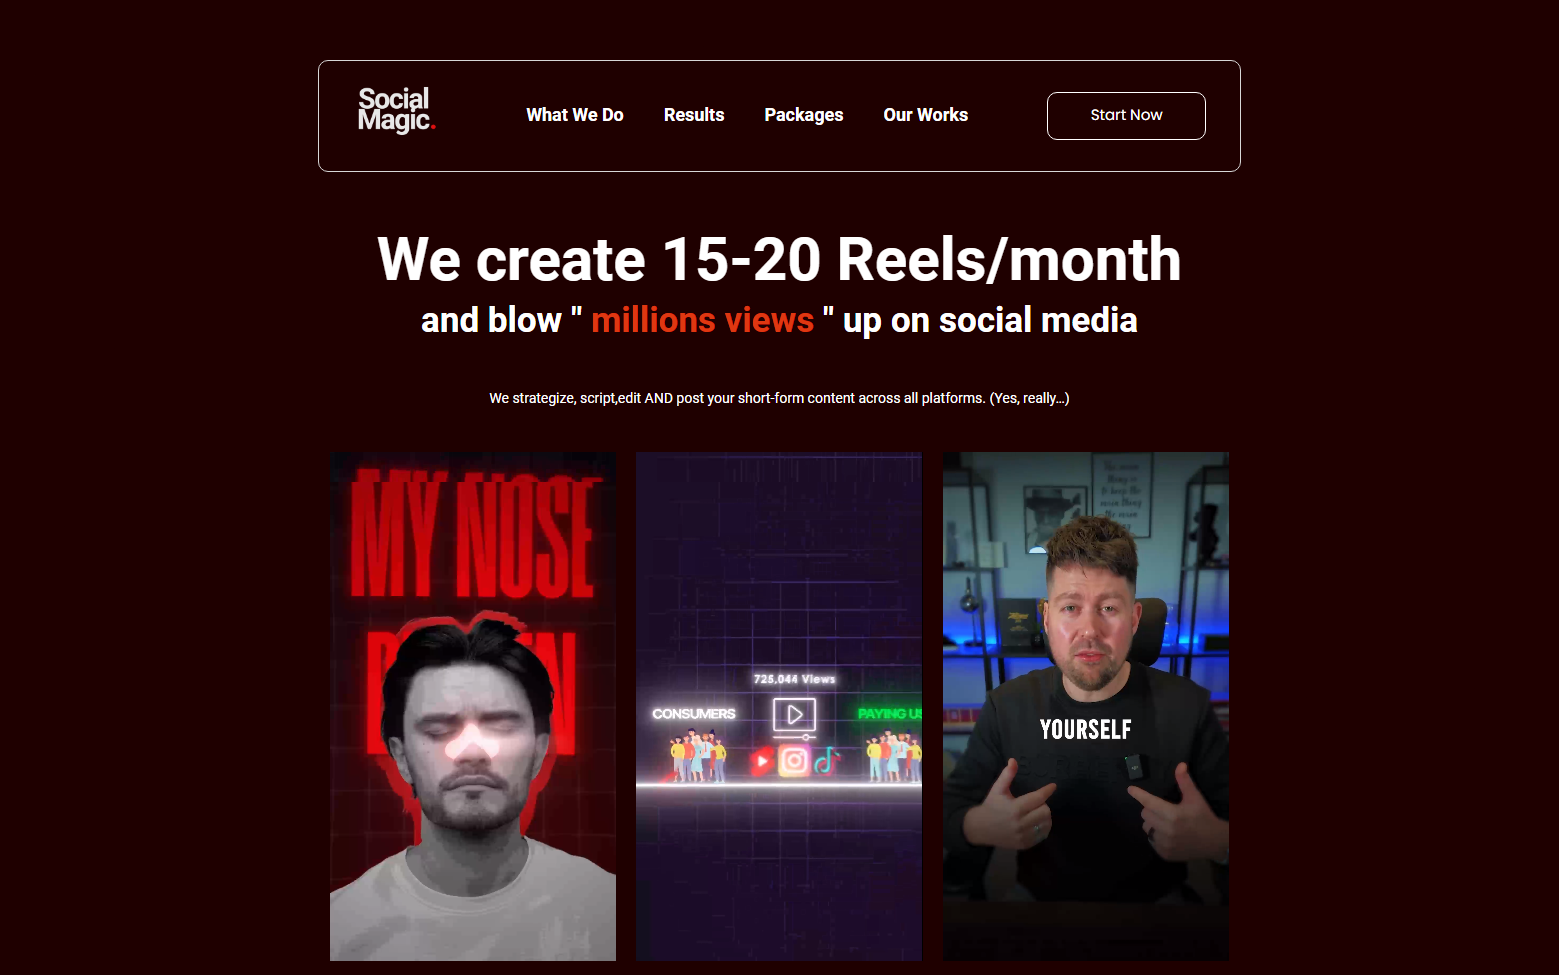 Social
Magic.
What We Do
Results
Packages
Our Works
Start Now
We create 15-20 Reels/month
and blow " millions views " up on social media
We strategize, script,edit AND post your short-form content across all platforms. (Yes, really...)
MY NOSE
725,044 Views
CONSUMERS
PAYING US
YOURSELF